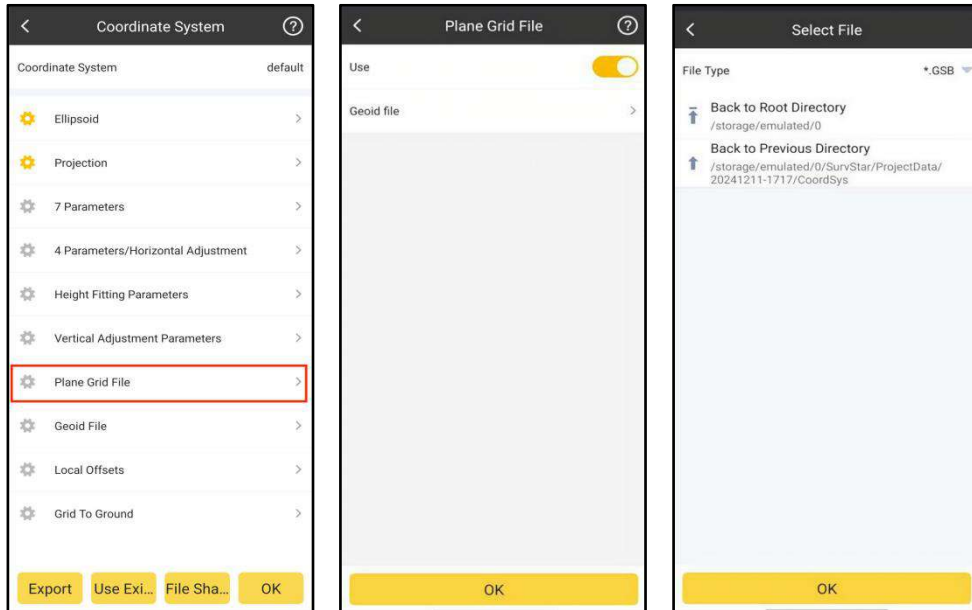 Coordinate System
Coordinate System default
Ellipsoid
Projection
7 Parameters
4 Parameters/Horizontal Adjustment
Height Fitting Parameters
Vertical Adjustment Parameters
Plane Grid File
Geoid File
Local Offsets
Grid To Ground
Export Use Exi... File Sha... OK
Plane Grid File
Use
Geoid file
OK
Select File
File Type *.GSB
Back to Root Directory
/storage/emulated/0
Back to Previous Directory
/storage/emulated/0/SurvStar/ProjectData/
20241211-1717/CoordSys
OK